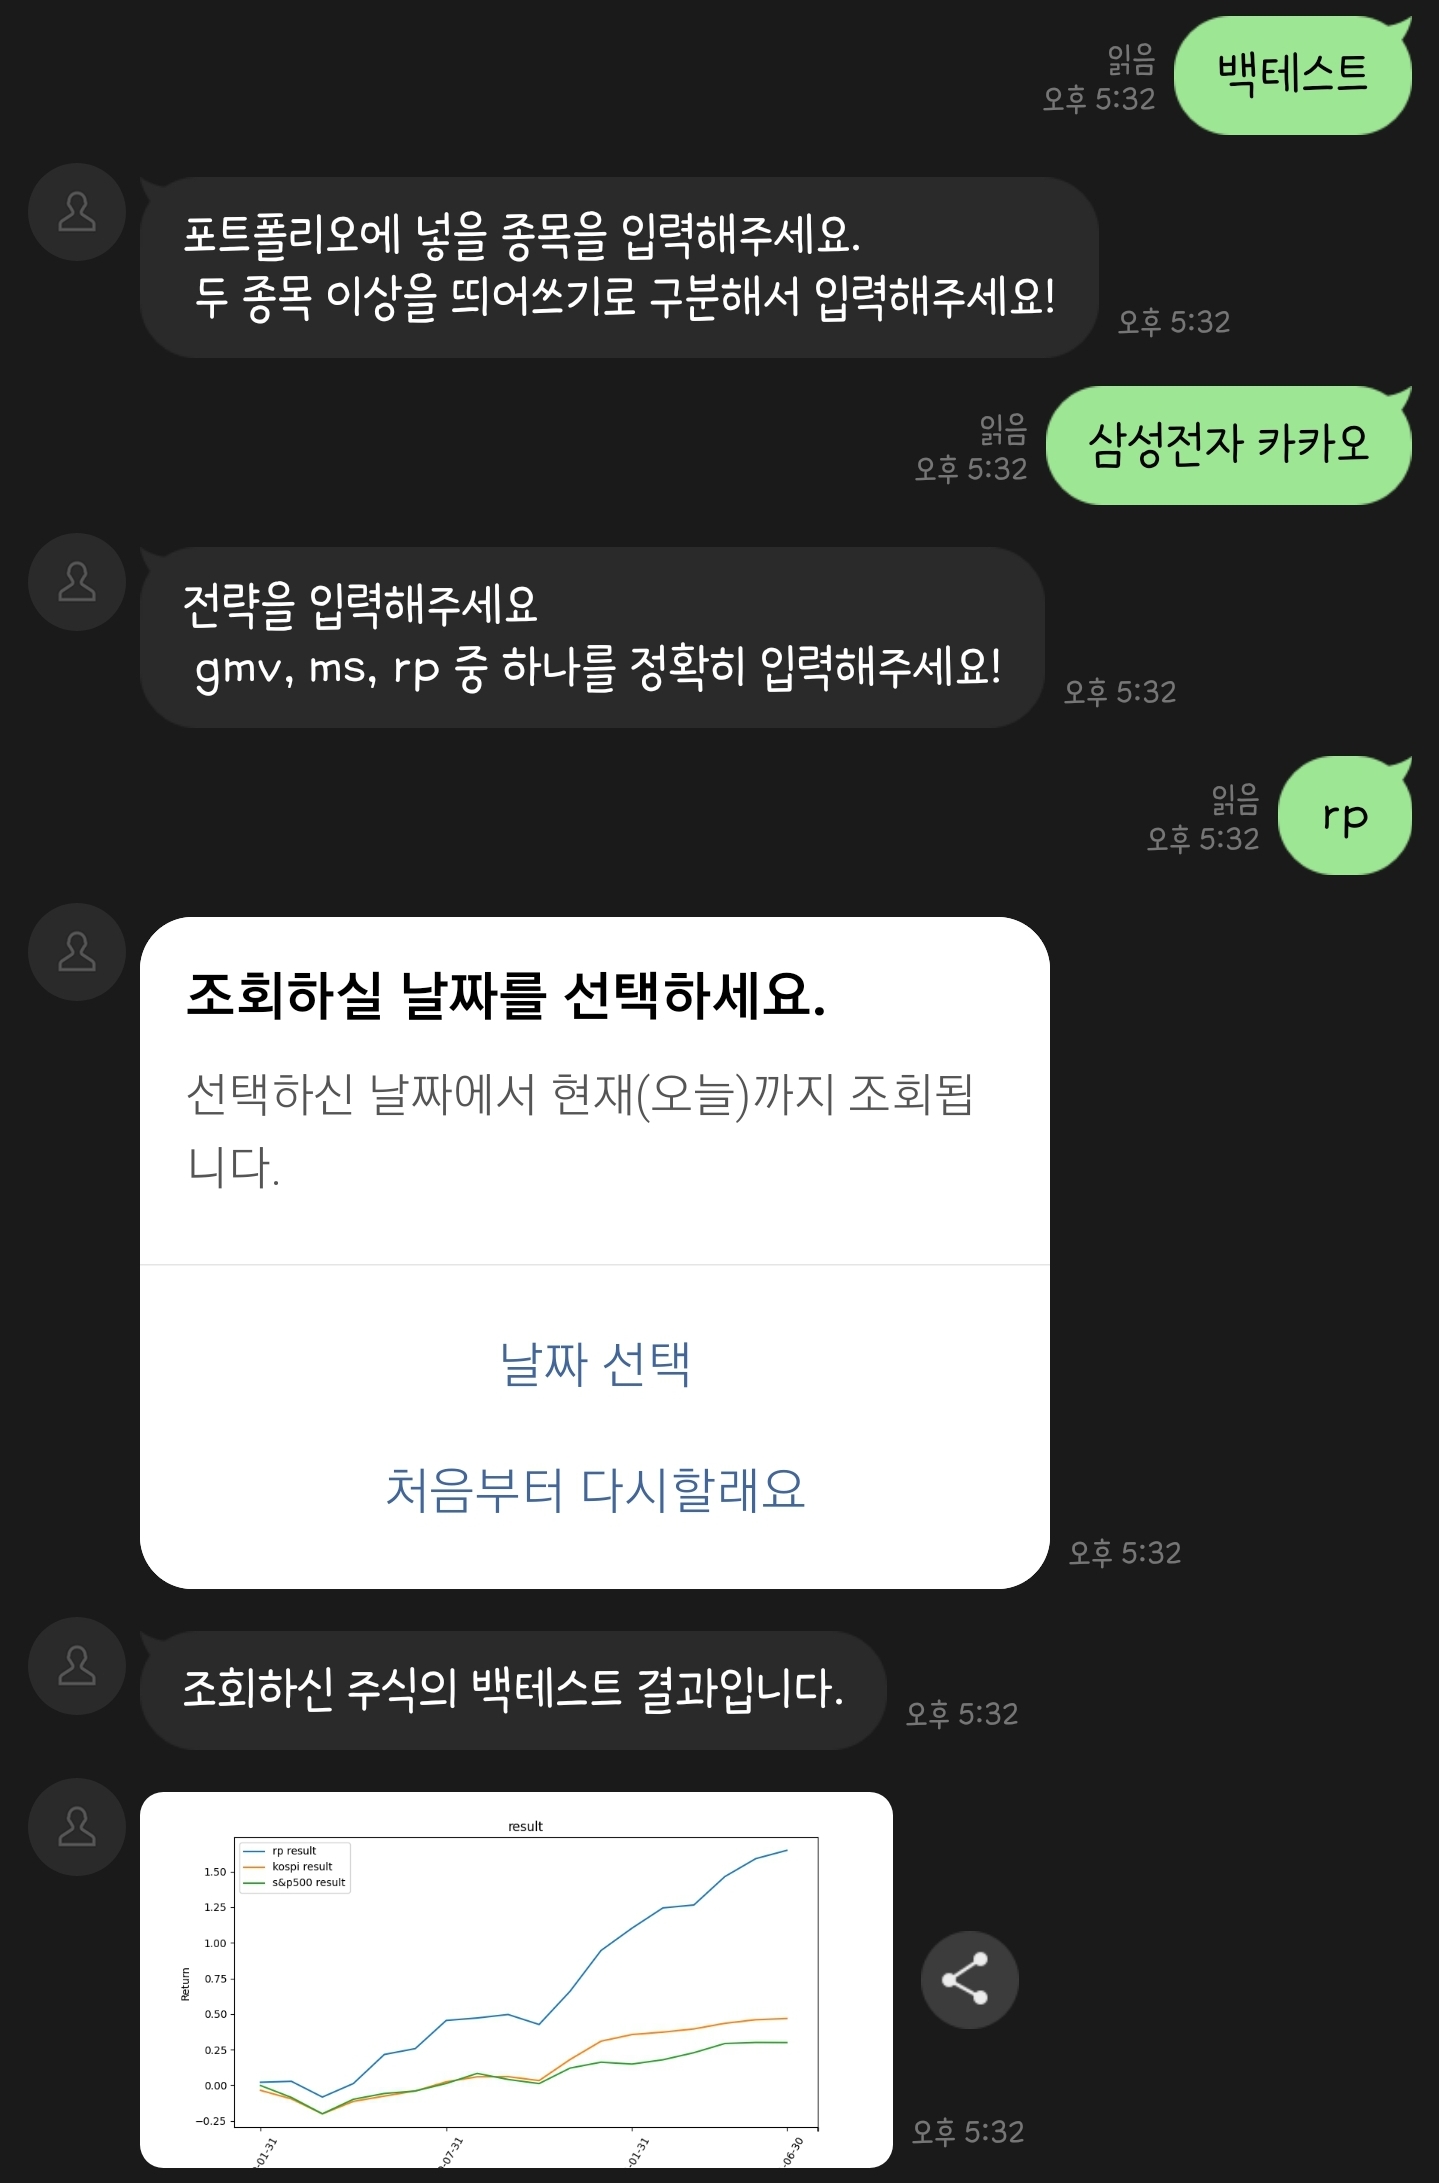 백테스트
읽음
오후 5:32
포트폴리오에 넣을 종목을 입력해주세요.
두 종목 이상을 띄어쓰기로 구분해서 입력해주세요!
오후 5:32
삼성전자 카카오
읽음
오후 5:32
전략을 입력해주세요
gmv, ms, rp 중 하나를 정확히 입력해주세요!
오후 5:32
rp
읽음
오후 5:32
조회하실 날짜를 선택하세요.
선택하신 날짜에서 현재(오늘)까지 조회됩
니다.
날짜 선택
처음부터 다시할래요
오후 5:32
조회하신 주식의 백테스트 결과입니다.
오후 5:32
result
rp result
kospi result
s&p500 result
Return
1.50
1.25
1.00
0.75
0.50
0.25
0.00
−0.25
-01-31
-07-31
-01-31
-06-30
오후 5:32